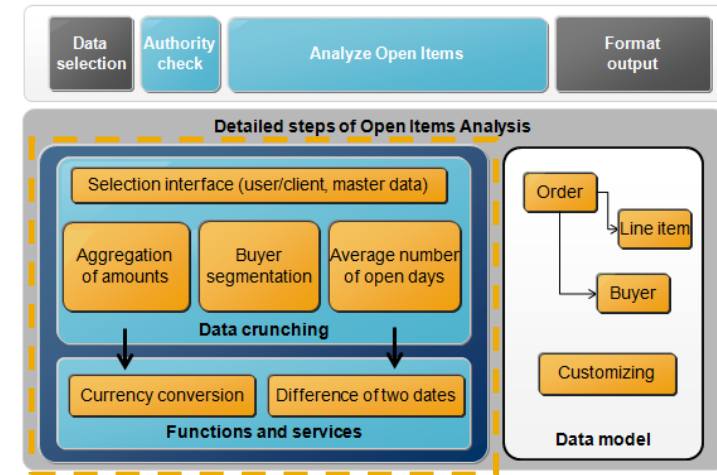 Data
selection
Authority
check
Analyze Open Items
Format
output
Detailed steps of Open Items Analysis
Selection interface (user/client, master data)
Aggregation
of amounts
Buyer
segmentation
Average number
of open days
Data crunching
Currency conversion
Difference of two dates
Functions and services
Order
Line item
Buyer
Customizing
Data model